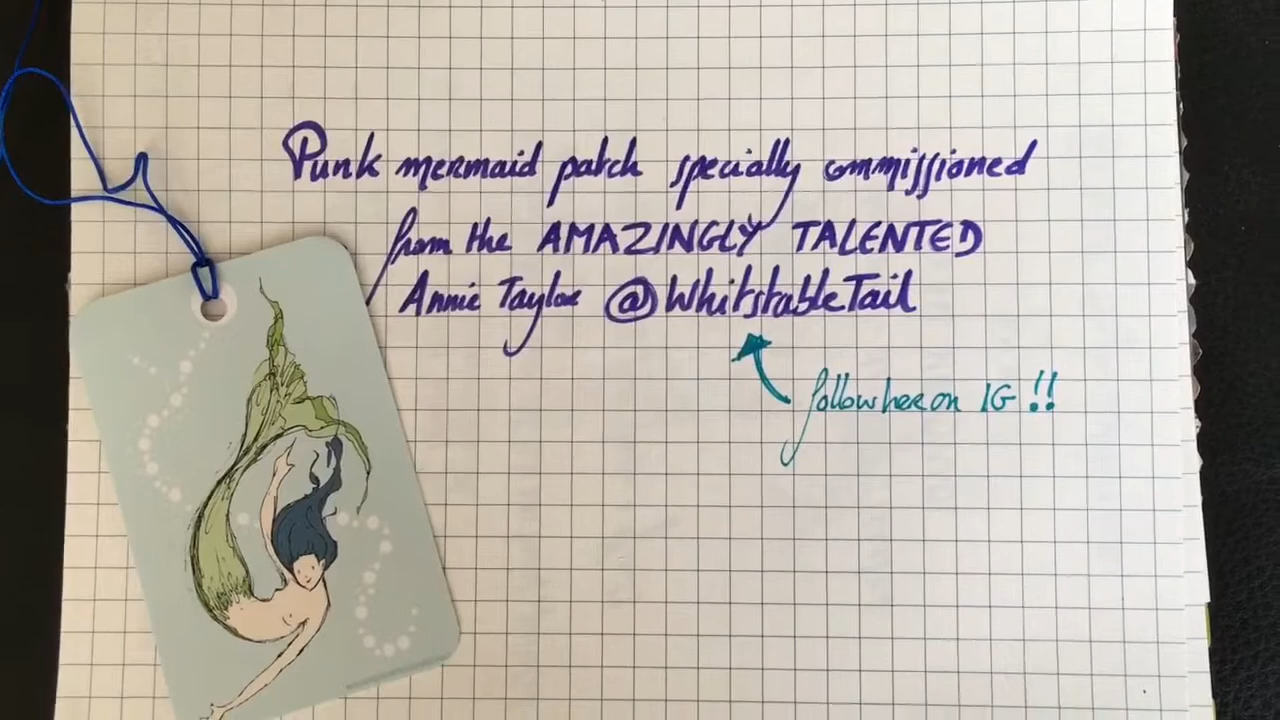 Punk mermaid patch specially commissioned
from the AMAZINGLY TALENTED
Annie Taylor @WhitstableTail
follow her on IG!!